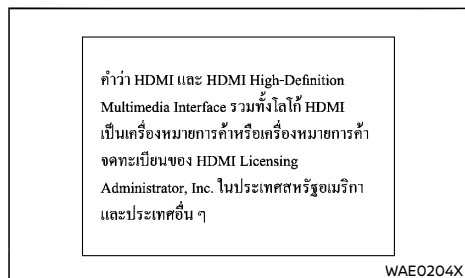 คำว่า HDMI และ HDMI High-Definition
Multimedia Interface รวมทั้งโลโก้ HDMI
เป็นเครื่องหมายการค้าหรือเครื่องหมายการค้า
จดทะเบียนของ HDMI Licensing
Administrator, Inc. ในประเทศสหรัฐอเมริกา
และประเทศอื่น ๆ
WAE0204X